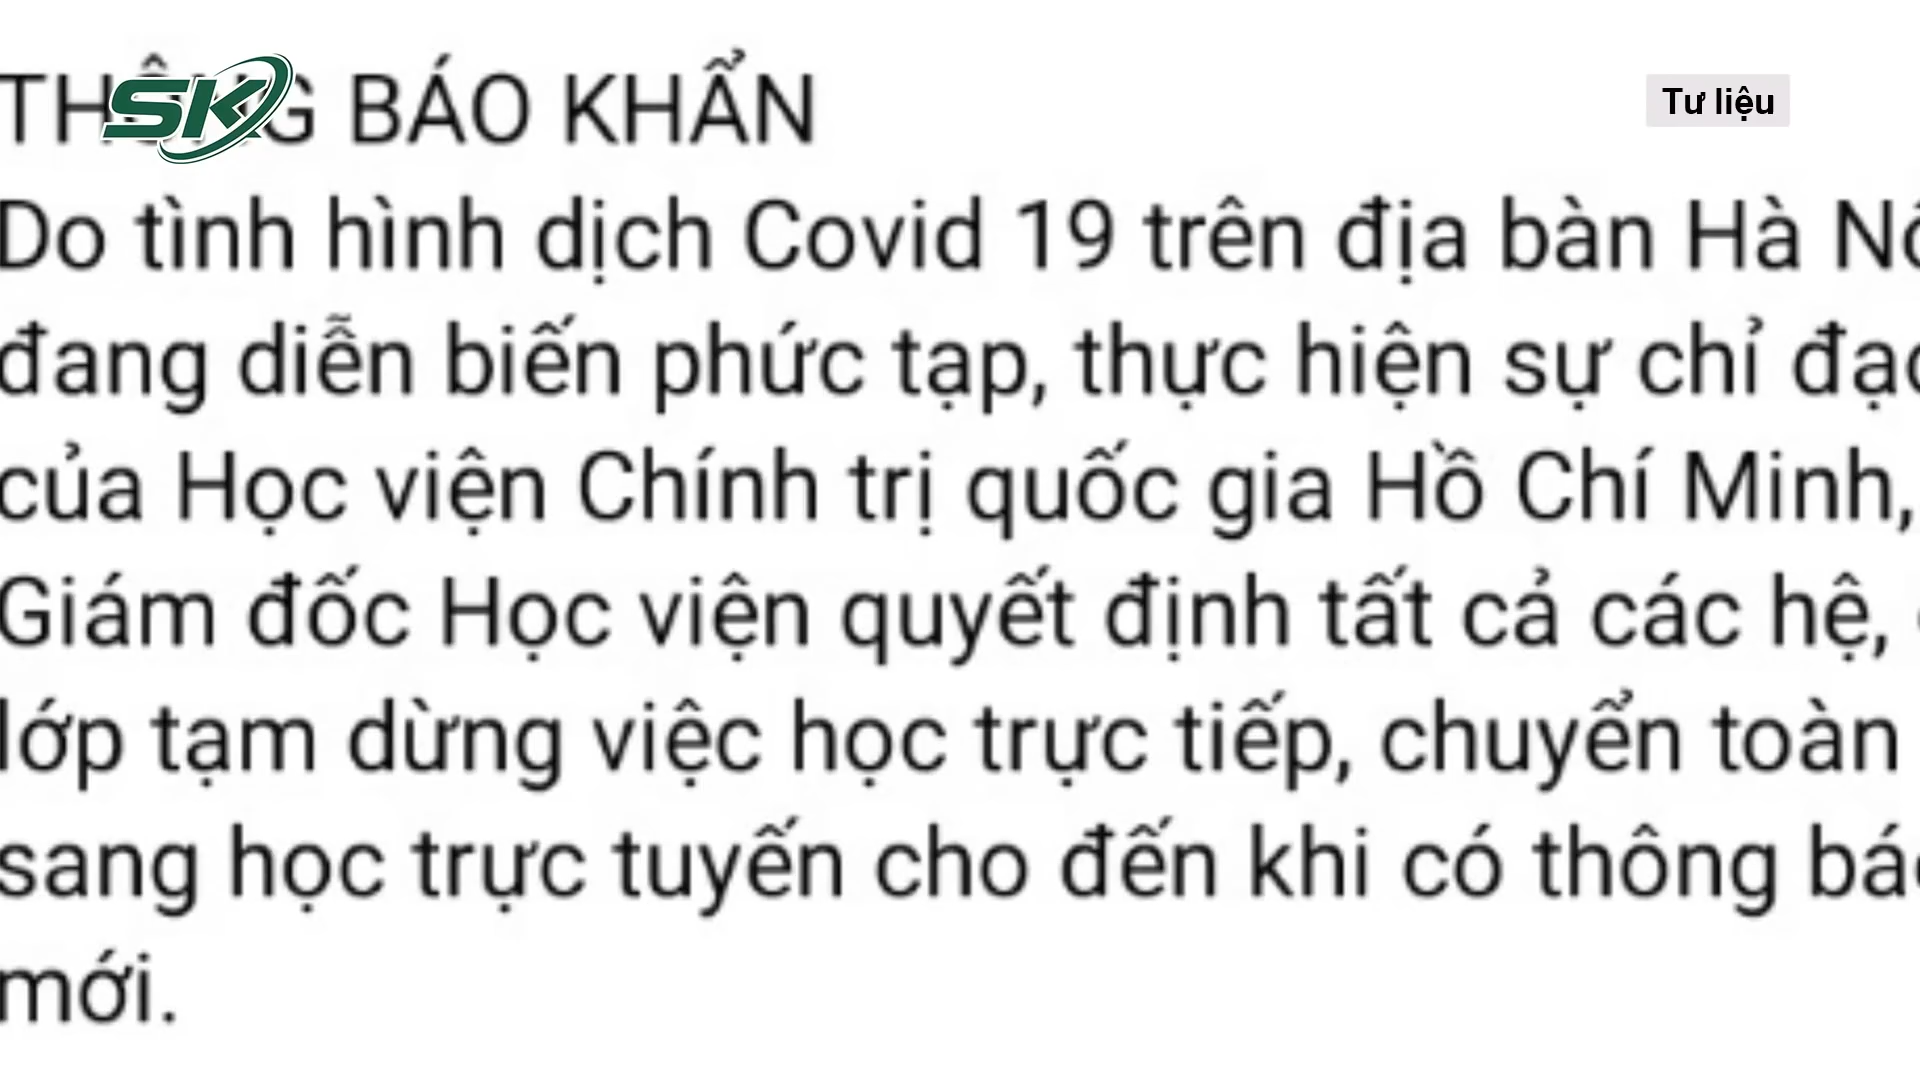 THÔNG BÁO KHẨN
SK
Tư liệu
Do tình hình dịch Covid 19 trên địa bàn Hà
đang diễn biến phức tạp, thực hiện sự chỉ
của Học viện Chính trị quốc gia Hồ Chí Minh,
Giám đốc Học viện quyết định tất cả các hệ,
lớp tạm dừng việc học trực tiếp, chuyển toàn
sang học trực tuyến cho đến khi có thông
mới.